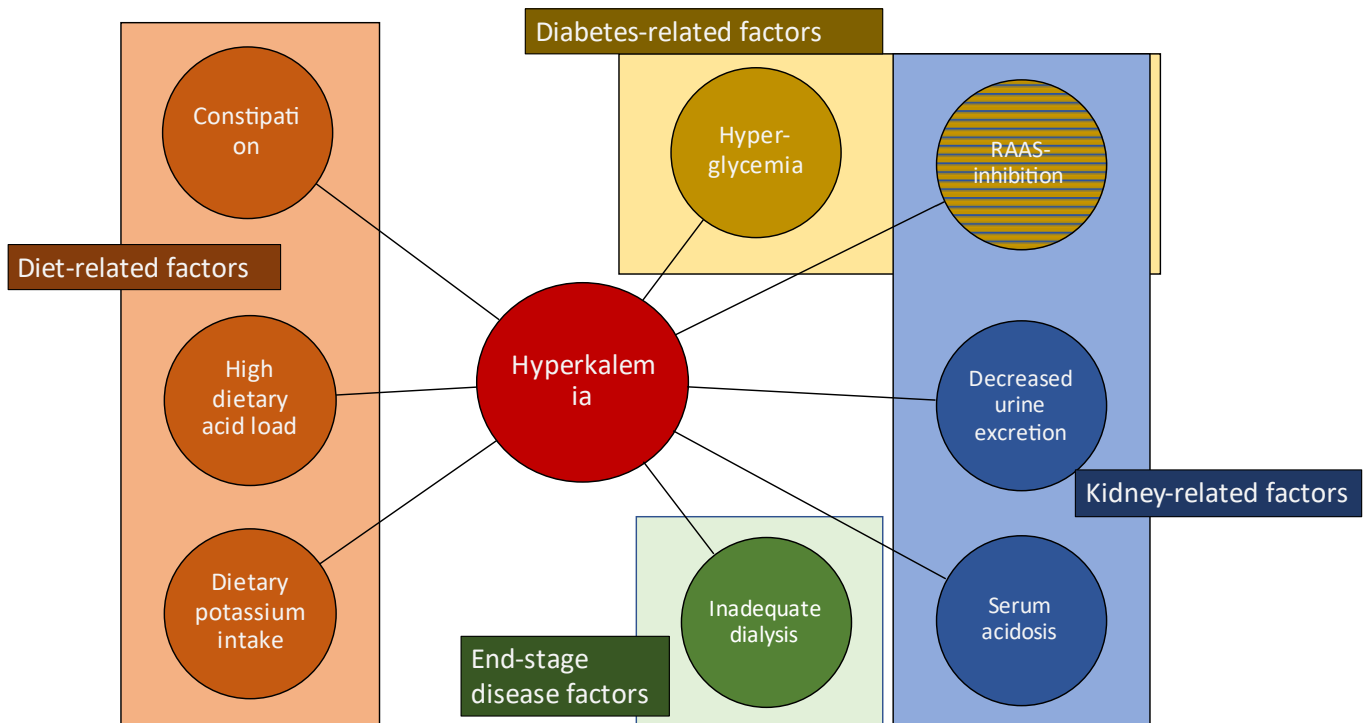 Diabetes-related factors
Constipati
on
Hyper-
glycemia
RAAS-
inhibition
Diet-related factors
High
dietary
acid load
Hyperkalem
ia
Decreased
urine
excretion
Kidney-related factors
Dietary
potassium
intake
Inadequate
dialysis
Serum
acidosis
End-stage
disease factors